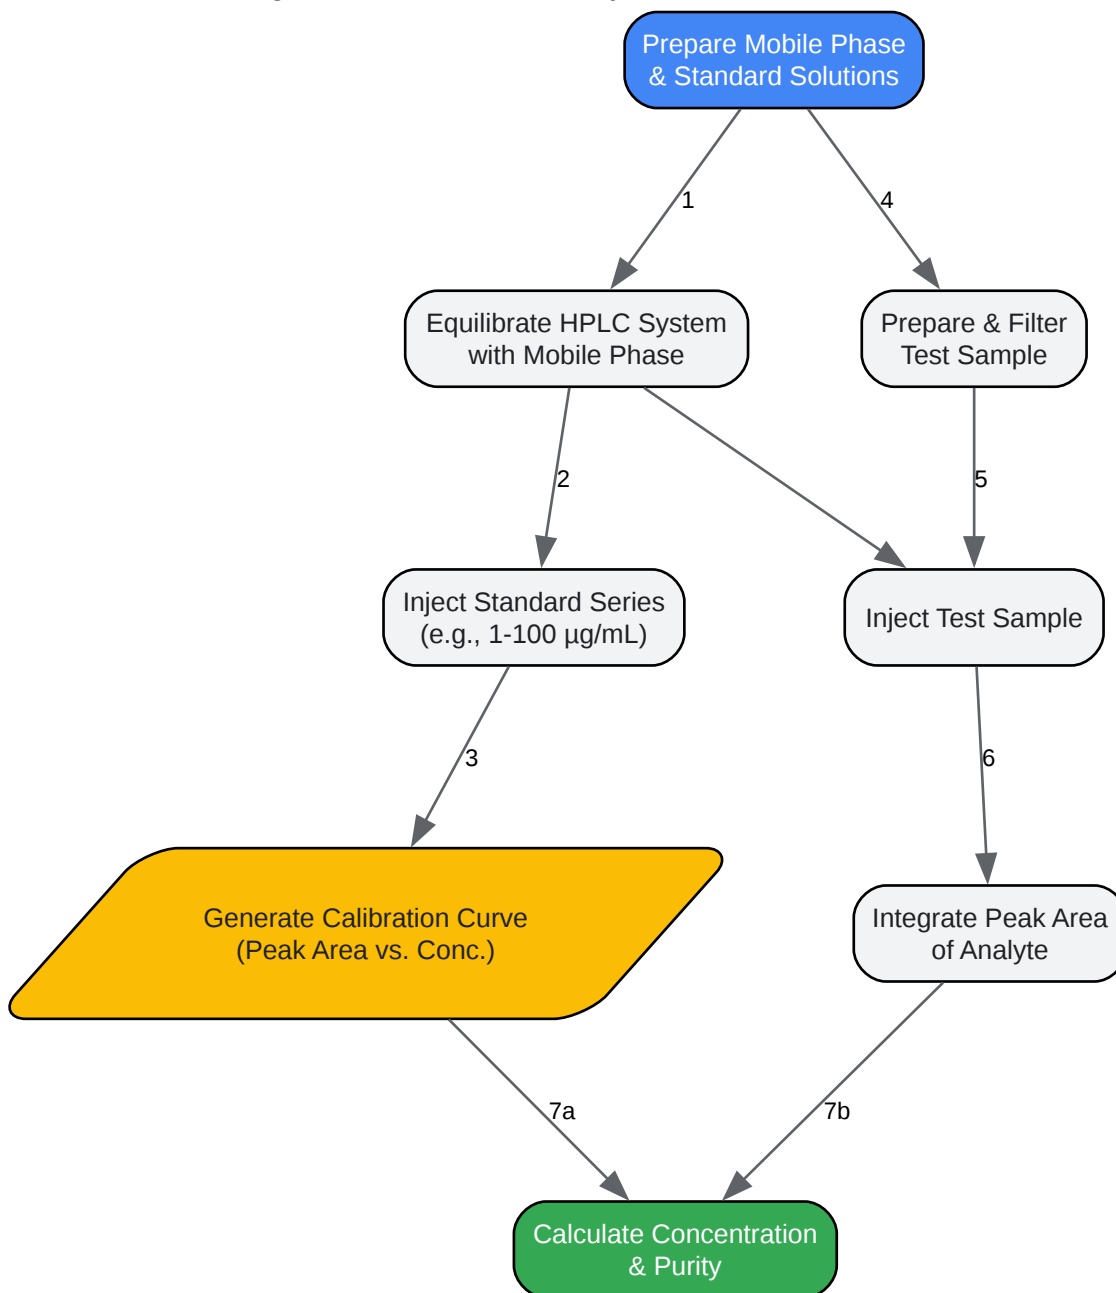 Prepare Mobile Phase
& Standard Solutions
1
4
Equilibrate HPLC System
with Mobile Phase
Prepare & Filter
Test Sample
2
5
Inject Standard Series
(e.g., 1-100 µg/mL)
Inject Test Sample
3
6
Generate Calibration Curve
(Peak Area vs. Conc.)
Integrate Peak Area
of Analyte
7a
7b
Calculate Concentration
& Purity